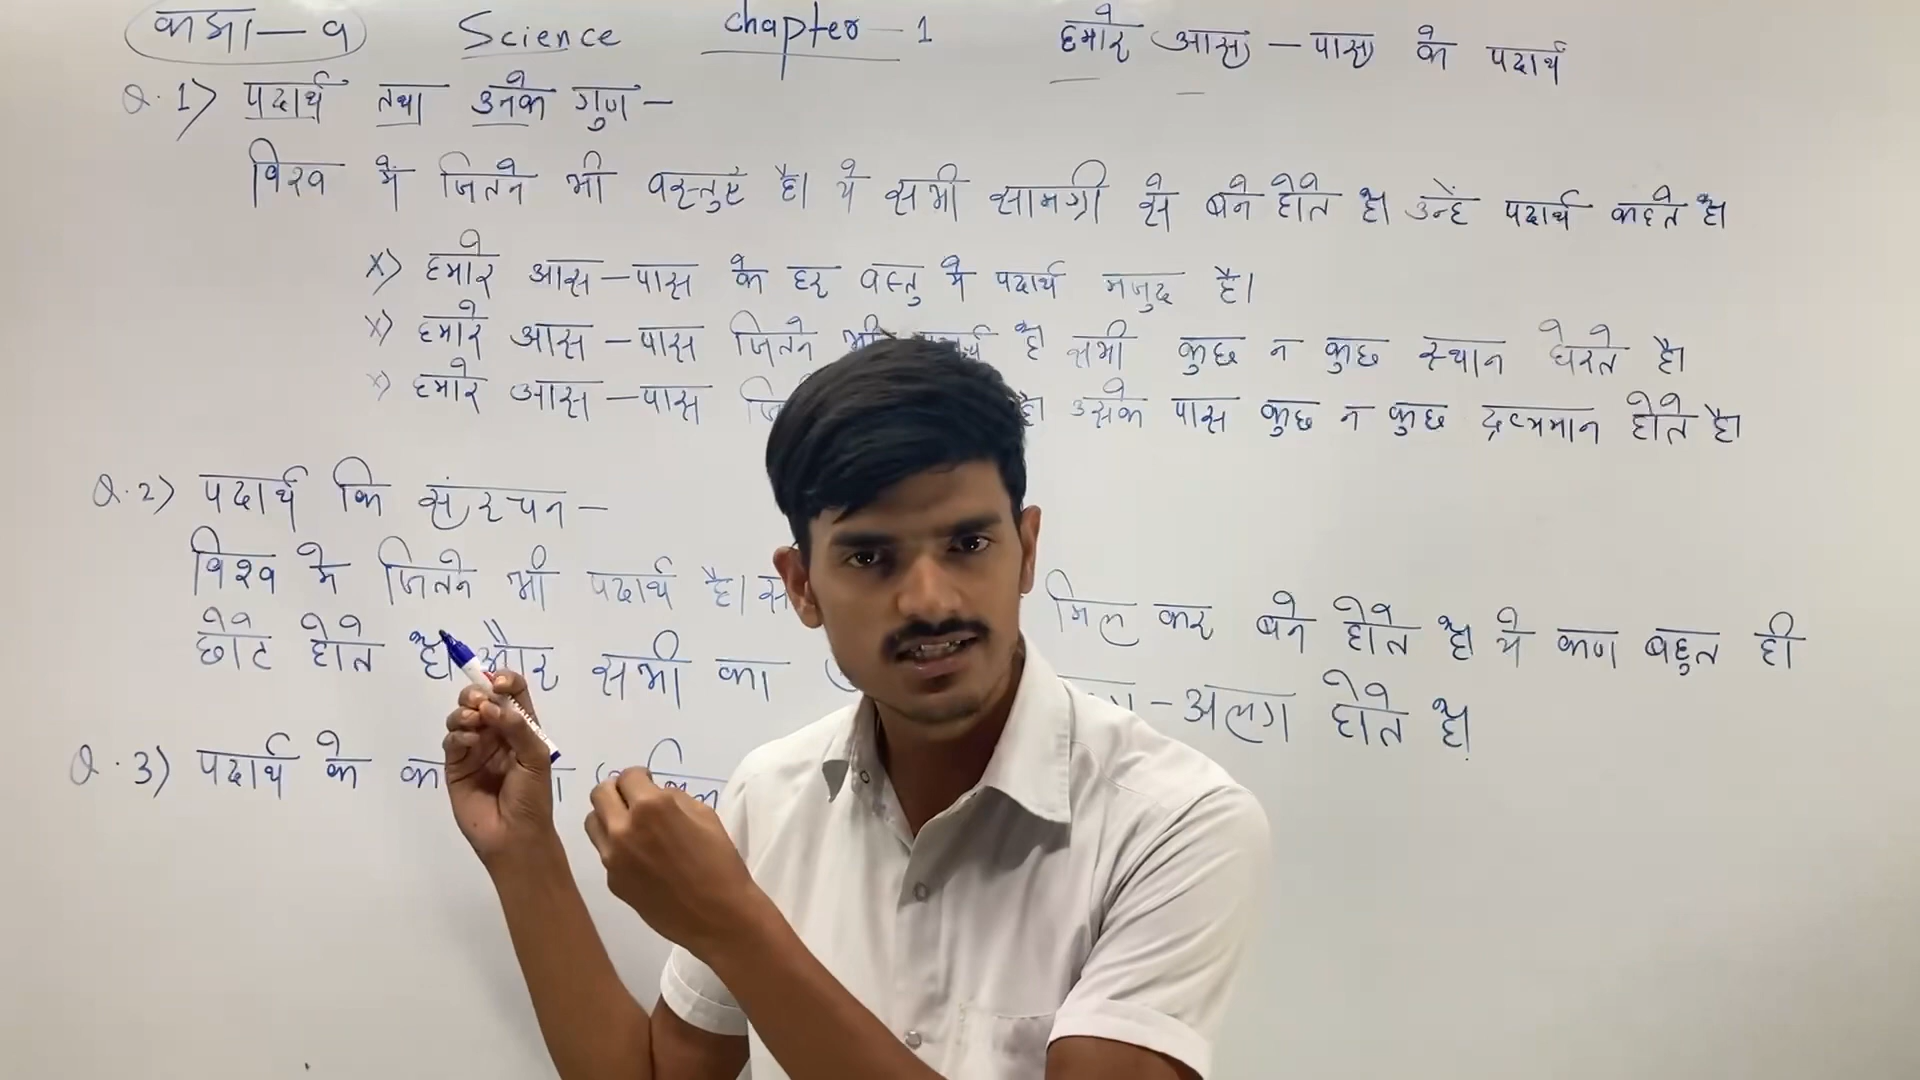 कक्षा — 9 Science chapter - 1 हमारे आस - पास के पदार्थ
Q.1) पदार्थ तथा उनके गुण —
विश्व में जितने भी वस्तुएँ है। ये सभी सामग्री से बने होते है। उन्हें पदार्थ कहते है
x) हमारे आस - पास के हर वस्तु में पदार्थ मजुद है।
x) हमारे आस - पास जितने भी है सभी कुछ न कुछ स्थान घेरते है।
x) हमारे आस - पास है। उसके पास कुछ न कुछ द्रव्यमान होते है।
Q.2) पदार्थ कि संरचन —
विश्व में जितने भी पदार्थ है। मिल कर बने होते है। ये कण बहुत ही
छोटे होते है। और सभी का - अलग होते है।
Q.3) पदार्थ के